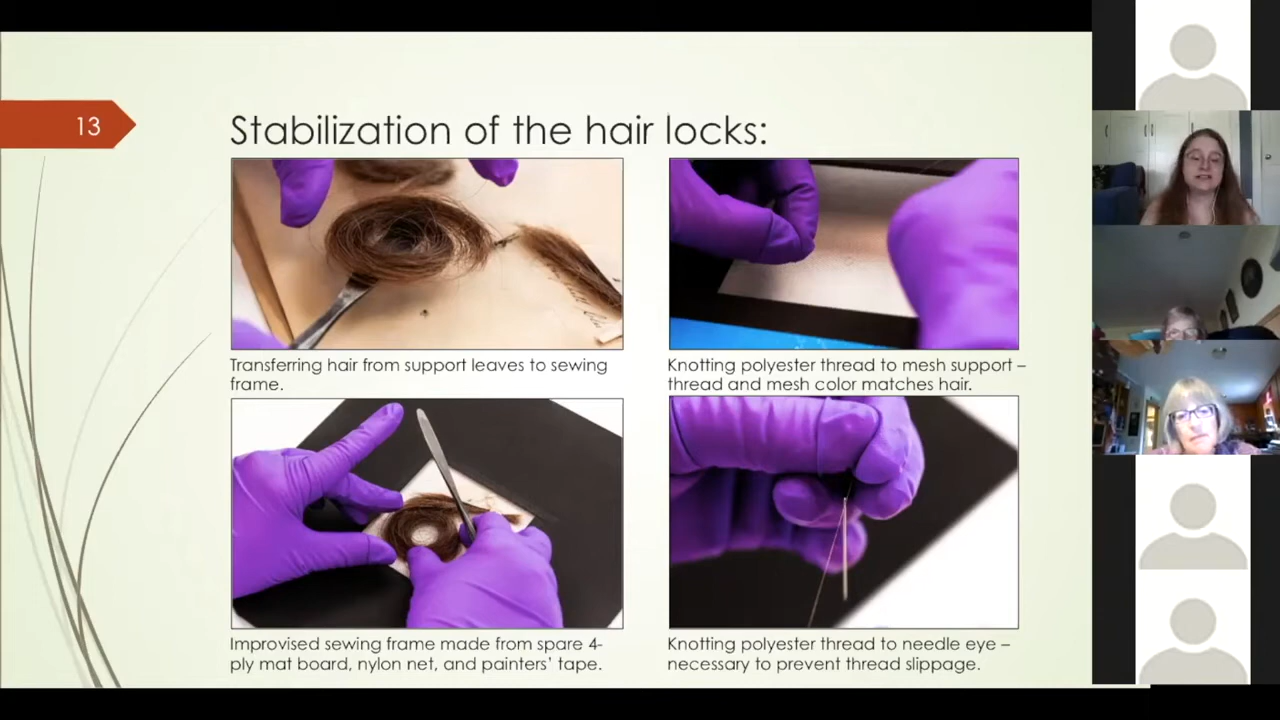 13
Stabilization of the hair locks:
Transferring hair from support leaves to sewing
frame.
Knotting polyester thread to mesh support –
thread and mesh color matches hair.
Improvised sewing frame made from spare 4-
ply mat board, nylon net, and painters’ tape.
Knotting polyester thread to needle eye –
necessary to prevent thread slippage.